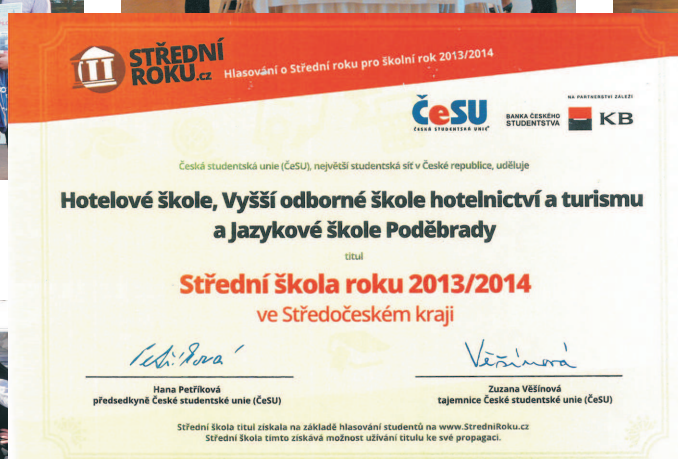 STŘEDNÍ
ROKU.cz
Hlasování o Střední roku pro školní rok 2013/2014
ČeSU
ČESKÁ STUDENTSKÁ UNIE
BANKA ČESKÉHO
STUDENTSTVA
NA PARTNERSTVÍ ZÁLEŽÍ
KB
Česká studentská unie (ČeSU), největší studentská síť v České republice, uděluje
Hotelové škole, Vyšší odborné škole hotelnictví a turismu
a Jazykové škole Poděbrady
titul
Střední škola roku 2013/2014
ve Středočeském kraji
Petříková
Věšínová
Hana Petříková
předsedkyně České studentské unie (ČeSU)
Zuzana Věšínová
tajemnice České studentské unie (ČeSU)
Střední škola titul získala na základě hlasování studentů na www.StredniRoku.cz
Střední škola tímto získává možnost užívání titulu ke své propagaci.